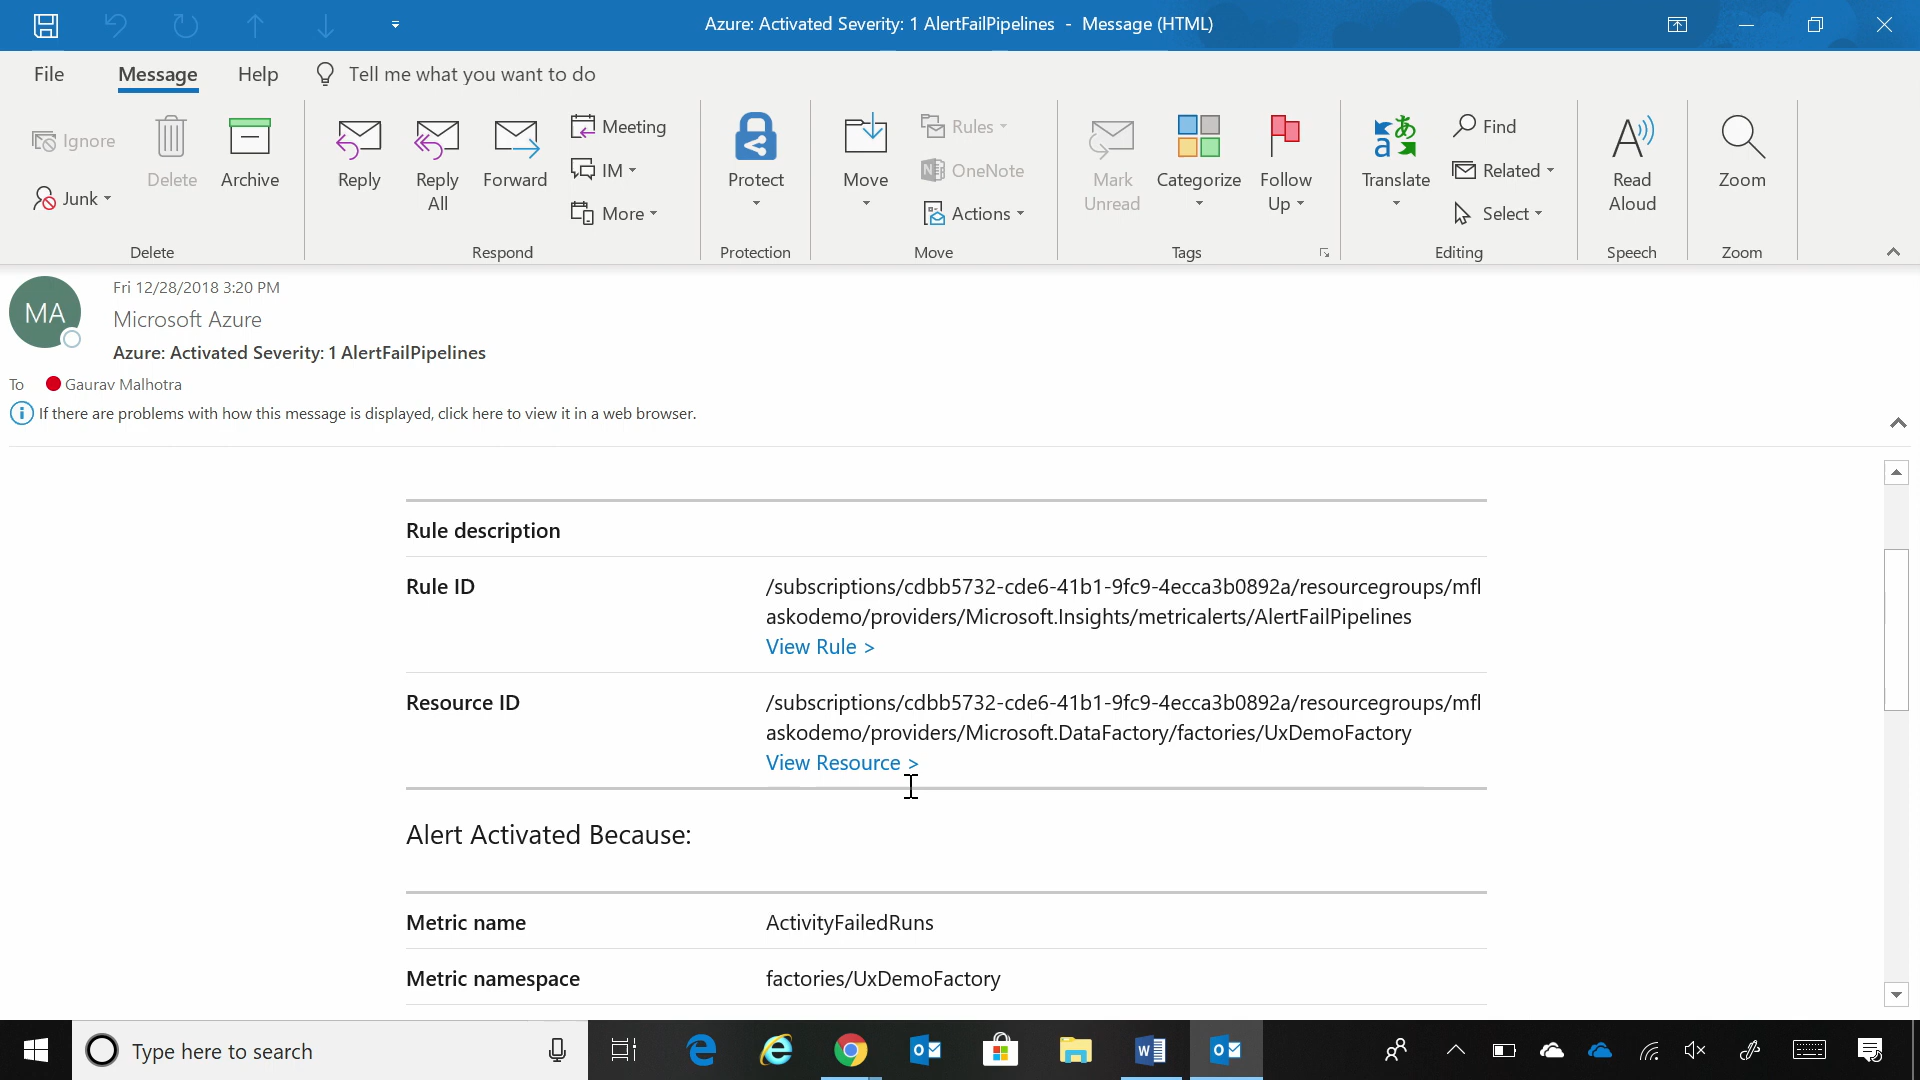 Azure: Activated Severity: 1 AlertFailPipelines - Message (HTML)
File Message Help Tell me what you want to do
Ignore
Junk
Delete
Archive
Delete
Reply
Reply All
Forward
Meeting
IM
More
Respond
Protect
Protection
Move
Rules
OneNote
Actions
Move
Mark Unread
Categorize
Follow Up
Tags
Translate
Find
Related
Select
Editing
Read Aloud
Speech
Zoom
Zoom
MA
Fri 12/28/2018 3:20 PM
Microsoft Azure
Azure: Activated Severity: 1 AlertFailPipelines
To Gaurav Malhotra
If there are problems with how this message is displayed, click here to view it in a web browser.
Rule description
Rule ID /subscriptions/cdbb5732-cde6-41b1-9fc9-4ecca3b0892a/resourcegroups/mfl
askodemo/providers/Microsoft.Insights/metricalerts/AlertFailPipelines
View Rule >
Resource ID /subscriptions/cdbb5732-cde6-41b1-9fc9-4ecca3b0892a/resourcegroups/mfl
askodemo/providers/Microsoft.DataFactory/factories/UxDemoFactory
View Resource >
Alert Activated Because:
Metric name ActivityFailedRuns
Metric namespace factories/UxDemoFactory
Type here to search